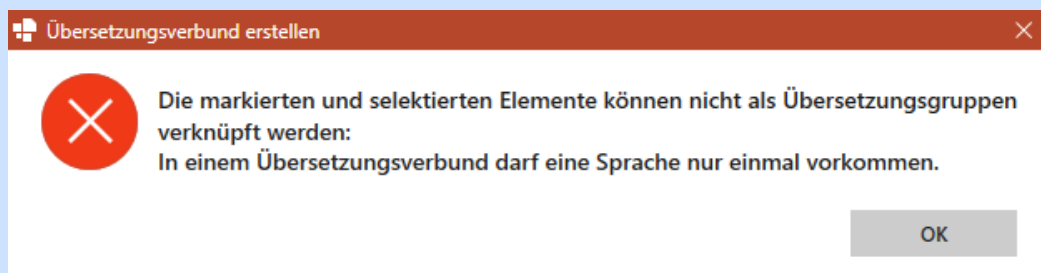 Übersetzungsverbund erstellen
Die markierten und selektierten Elemente können nicht als Übersetzungsgruppen
verknüpft werden:
In einem Übersetzungsverbund darf eine Sprache nur einmal vorkommen.
OK